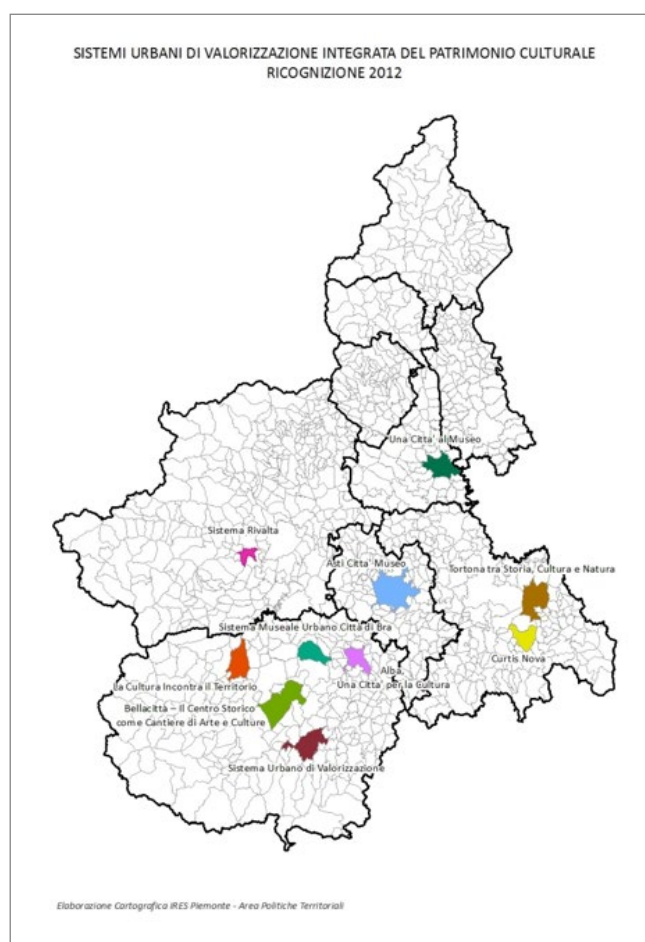 SISTEMI URBANI DI VALORIZZAZIONE INTEGRATA DEL PATRIMONIO CULTURALE
RICOGNIZIONE 2012
Una Citta' al Museo
Sistema Rivalta
Asti Citta' Museo
Tortona tra Storia, Cultura e Natura
Sistema Museale Urbano Città di Bra
Curtis Nova
Alba,
Una Citta' per la Cultura
La Cultura Incontra il Territorio
Bellacittà – Il Centro Storico
come Cantiere di Arte e Culture
Sistema Urbano di Valorizzazione
Elaborazione Cartografica IRES Piemonte - Area Politiche Territoriali